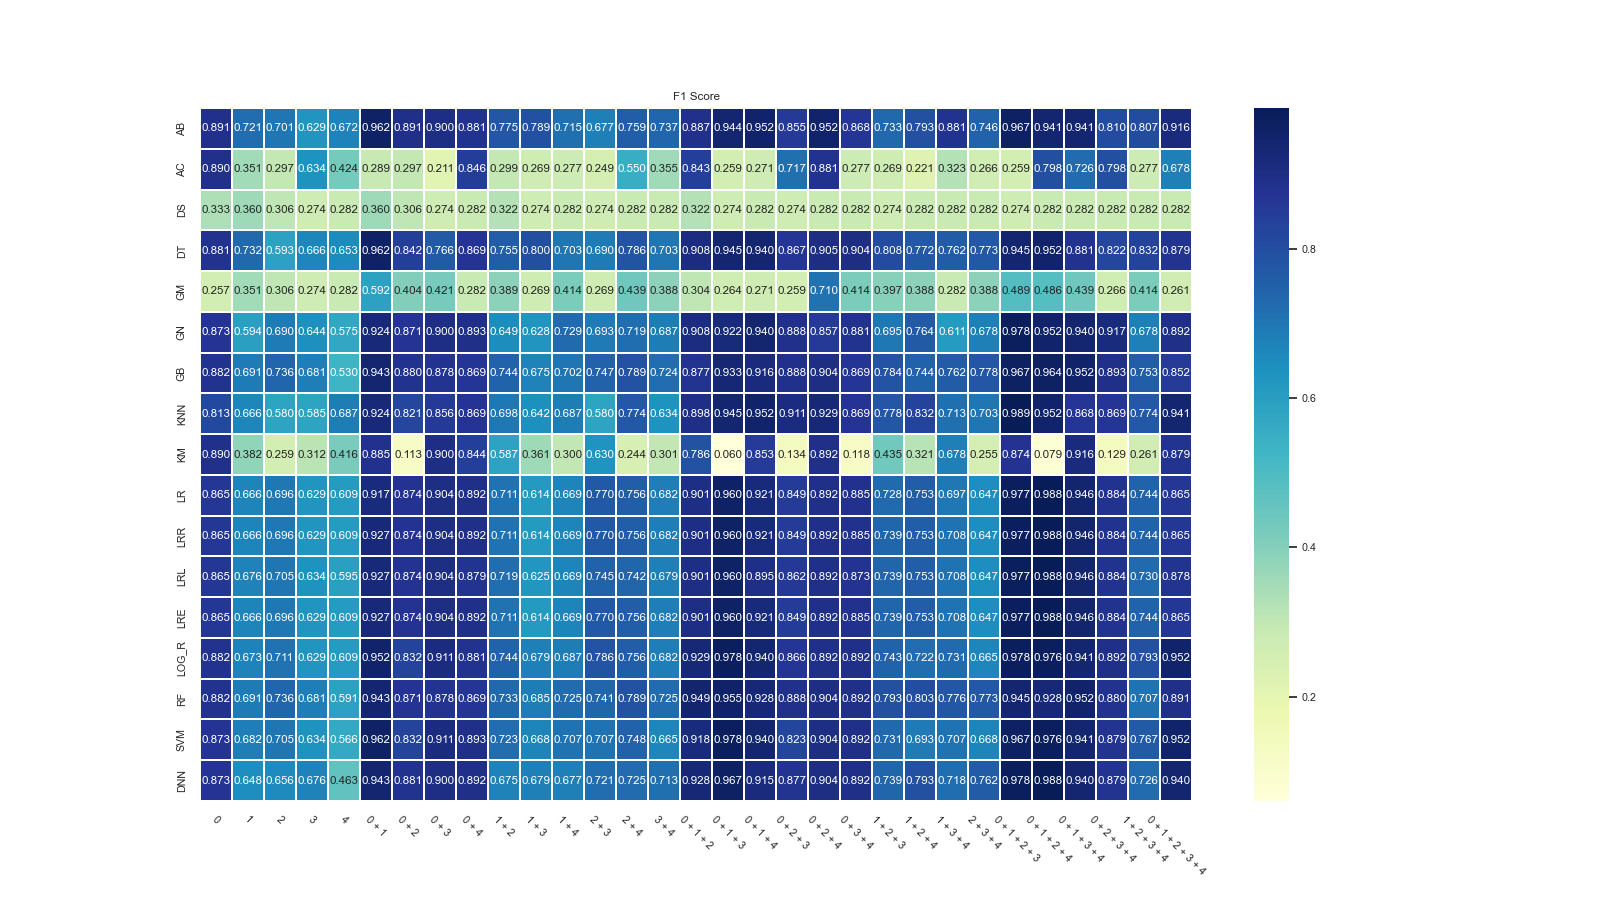 F1 Score
AB 0.891 0.721 0.701 0.629 0.672 0.962 0.891 0.900 0.881 0.775 0.789 0.715 0.677 0.759 0.737 0.887 0.944 0.952 0.855 0.952 0.868 0.733 0.793 0.881 0.746 0.967 0.941 0.941 0.810 0.807 0.916
AC 0.890 0.351 0.297 0.634 0.424 0.289 0.297 0.211 0.846 0.299 0.269 0.277 0.249 0.550 0.355 0.843 0.259 0.271 0.717 0.881 0.277 0.269 0.221 0.323 0.266 0.259 0.798 0.726 0.798 0.277 0.678
DS 0.333 0.360 0.306 0.274 0.282 0.360 0.306 0.274 0.282 0.322 0.274 0.282 0.274 0.282 0.282 0.322 0.274 0.282 0.274 0.282 0.282 0.274 0.282 0.282 0.282 0.274 0.282 0.282 0.282 0.282 0.282
DT 0.881 0.732 0.593 0.666 0.653 0.962 0.842 0.766 0.869 0.755 0.800 0.703 0.690 0.786 0.703 0.908 0.945 0.940 0.867 0.905 0.904 0.808 0.772 0.762 0.773 0.945 0.952 0.881 0.822 0.832 0.879
0.8
GM 0.257 0.351 0.306 0.274 0.282 0.592 0.404 0.421 0.282 0.389 0.269 0.414 0.269 0.439 0.388 0.304 0.264 0.271 0.259 0.710 0.414 0.397 0.388 0.282 0.388 0.489 0.486 0.439 0.266 0.414 0.261
GN 0.873 0.594 0.690 0.644 0.575 0.924 0.871 0.900 0.893 0.649 0.628 0.729 0.693 0.719 0.687 0.908 0.922 0.940 0.888 0.857 0.881 0.695 0.764 0.611 0.678 0.978 0.952 0.940 0.917 0.678 0.892
GB 0.882 0.691 0.736 0.681 0.530 0.943 0.880 0.878 0.869 0.744 0.675 0.702 0.747 0.789 0.724 0.877 0.933 0.916 0.888 0.904 0.869 0.784 0.744 0.762 0.778 0.967 0.964 0.952 0.893 0.753 0.852
0.6
KNN 0.813 0.666 0.580 0.585 0.687 0.924 0.821 0.856 0.869 0.698 0.642 0.687 0.580 0.774 0.634 0.898 0.945 0.952 0.911 0.929 0.869 0.778 0.832 0.713 0.703 0.989 0.952 0.868 0.869 0.774 0.941
KM 0.890 0.382 0.259 0.312 0.416 0.885 0.113 0.900 0.844 0.587 0.361 0.300 0.630 0.244 0.301 0.786 0.060 0.853 0.134 0.892 0.118 0.435 0.321 0.678 0.255 0.874 0.079 0.916 0.129 0.261 0.879
LR 0.865 0.666 0.696 0.629 0.609 0.917 0.874 0.904 0.892 0.711 0.614 0.669 0.770 0.756 0.682 0.901 0.960 0.921 0.849 0.892 0.885 0.728 0.753 0.697 0.647 0.977 0.988 0.946 0.884 0.744 0.865
LRR 0.865 0.666 0.696 0.629 0.609 0.927 0.874 0.904 0.892 0.711 0.614 0.669 0.770 0.756 0.682 0.901 0.960 0.921 0.849 0.892 0.885 0.739 0.753 0.708 0.647 0.977 0.988 0.946 0.884 0.744 0.865
0.4
LRL 0.865 0.676 0.705 0.634 0.595 0.927 0.874 0.904 0.879 0.719 0.625 0.669 0.745 0.742 0.679 0.901 0.960 0.895 0.862 0.892 0.873 0.739 0.753 0.708 0.647 0.977 0.988 0.946 0.884 0.730 0.878
LRE 0.865 0.666 0.696 0.629 0.609 0.927 0.874 0.904 0.892 0.711 0.614 0.669 0.770 0.756 0.682 0.901 0.960 0.921 0.849 0.892 0.885 0.739 0.753 0.708 0.647 0.977 0.988 0.946 0.884 0.744 0.865
LOG_R 0.882 0.673 0.711 0.629 0.609 0.952 0.832 0.911 0.881 0.744 0.679 0.687 0.786 0.756 0.682 0.929 0.978 0.940 0.866 0.892 0.892 0.743 0.722 0.731 0.665 0.978 0.976 0.941 0.892 0.793 0.952
RF 0.882 0.691 0.736 0.681 0.591 0.943 0.871 0.878 0.869 0.733 0.685 0.725 0.741 0.789 0.725 0.949 0.955 0.928 0.888 0.904 0.892 0.793 0.803 0.776 0.773 0.945 0.928 0.952 0.880 0.707 0.891
0.2
SVM 0.873 0.682 0.705 0.634 0.566 0.962 0.832 0.911 0.893 0.723 0.668 0.707 0.707 0.748 0.665 0.918 0.978 0.940 0.823 0.904 0.892 0.731 0.693 0.707 0.668 0.967 0.976 0.941 0.879 0.767 0.952
DNN 0.873 0.648 0.656 0.676 0.463 0.943 0.881 0.900 0.892 0.675 0.679 0.677 0.721 0.725 0.713 0.928 0.967 0.915 0.877 0.904 0.892 0.739 0.793 0.718 0.762 0.978 0.988 0.940 0.879 0.726 0.940
0 1 2 3 4 0 + 1 0 + 2 0 + 3 0 + 4 1 + 2 1 + 3 1 + 4 2 + 3 2 + 4 3 + 4 0 + 1 + 2 0 + 1 + 3 0 + 1 + 4 0 + 2 + 3 0 + 2 + 4 0 + 3 + 4 1 + 2 + 3 1 + 2 + 4 1 + 3 + 4 2 + 3 + 4 0 + 1 + 2 + 3 0 + 1 + 2 + 4 0 + 1 + 3 + 4 0 + 2 + 3 + 4 1 + 2 + 3 + 4 0 + 1 + 2 + 3 + 4